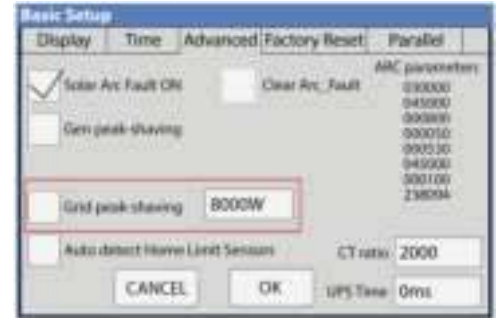 Basic Setup
Display Time Advanced Factory Reset Parallel
Solar Arc Fault ON Clear Arc_Fault ARC parameters
Gen peak-shaving
Grid peak-shaving 8000W
Auto detect Home Limit Sensors CT ratio 2000
CANCEL OK UPS Time 0ms